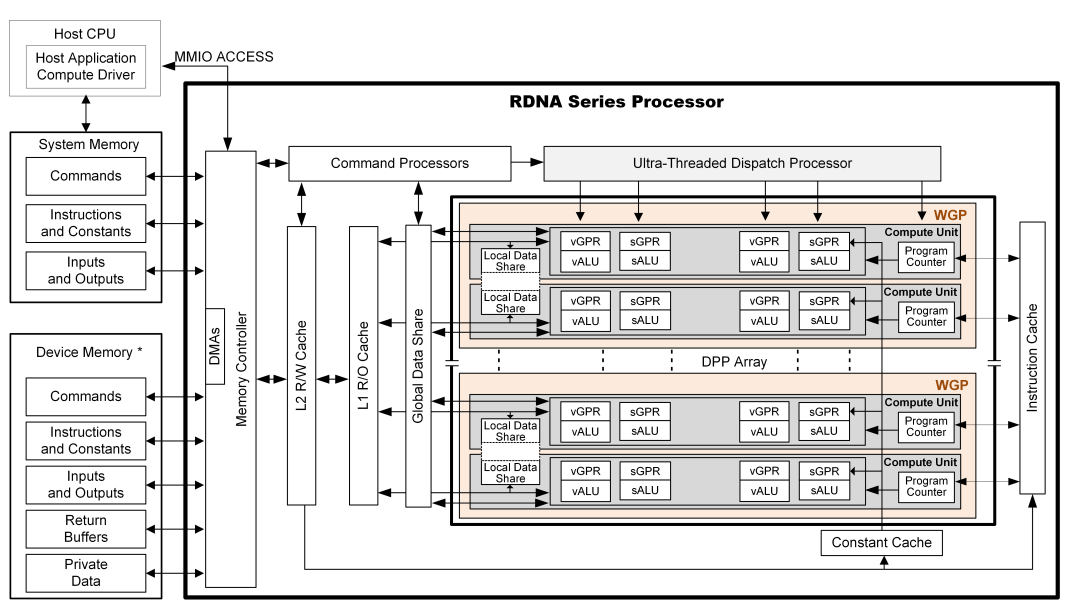 Host CPU
Host Application
Compute Driver
MMIO ACCESS
System Memory
Commands
Instructions
and Constants
Inputs
and Outputs
Device Memory *
Commands
Instructions
and Constants
Inputs
and Outputs
Return
Buffers
Private
Data
RDNA Series Processor
DMAs
Memory Controller
Command Processors
Ultra-Threaded Dispatch Processor
L2 R/W Cache
L1 R/O Cache
Global Data Share
WGP
Compute Unit
Local Data
Share
vGPR
vALU
sGPR
sALU
vGPR
vALU
sGPR
sALU
Program
Counter
Compute Unit
Local Data
Share
vGPR
vALU
sGPR
sALU
vGPR
vALU
sGPR
sALU
Program
Counter
DPP Array
WGP
Compute Unit
Local Data
Share
vGPR
vALU
sGPR
sALU
vGPR
vALU
sGPR
sALU
Program
Counter
Compute Unit
Local Data
Share
vGPR
vALU
sGPR
sALU
vGPR
vALU
sGPR
sALU
Program
Counter
Instruction Cache
Constant Cache